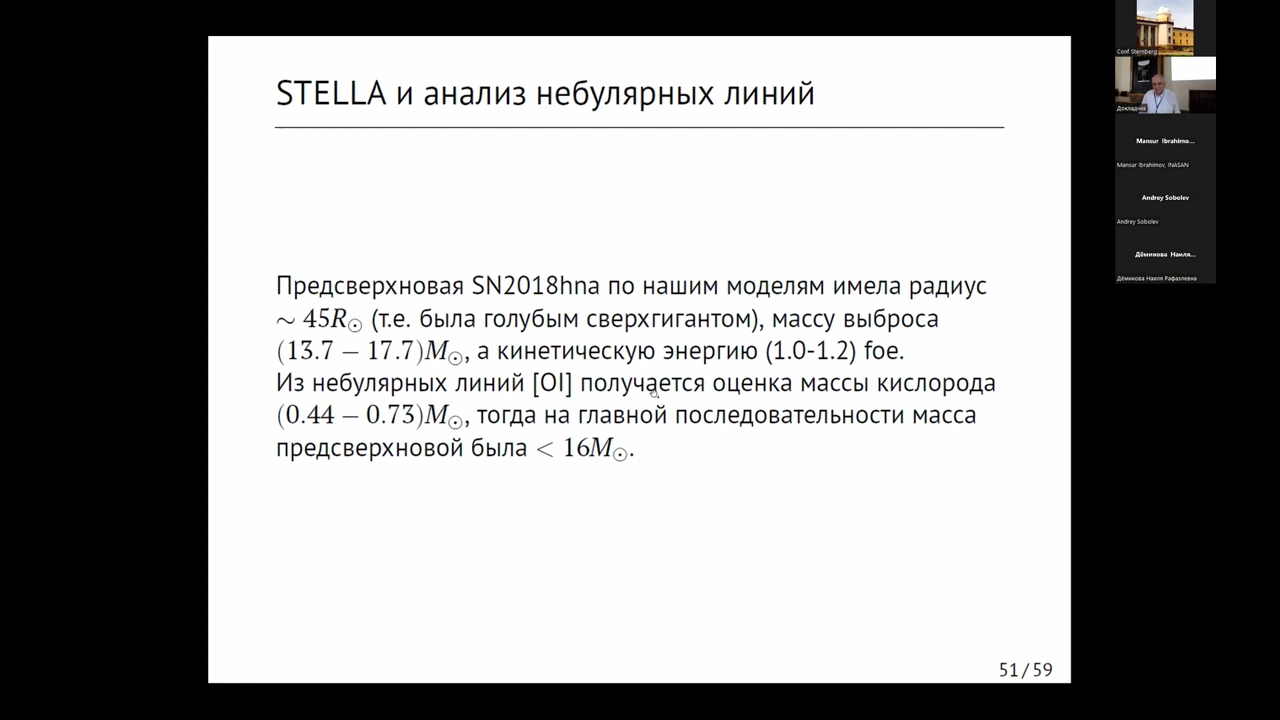 STELLA и анализ небулярных линий
Предсверхновая SN2018hna по нашим моделям имела радиус
∼ 45R☉ (т.е. была голубым сверхгигантом), массу выброса
(13.7 − 17.7)M☉, а кинетическую энергию (1.0-1.2) foe.
Из небулярных линий [OI] получается оценка массы кислорода
(0.44 − 0.73)M☉, тогда на главной последовательности масса
предсверхновой была < 16M☉.
51/59
Conf Sternberg
Докладчик
Mansur Ibrahimo...
Mansur Ibrahimov, INASAN
Andrey Sobolev
Andrey Sobolev
Дёминова Наиля...
Дёминова Наиля Рафаэлевна